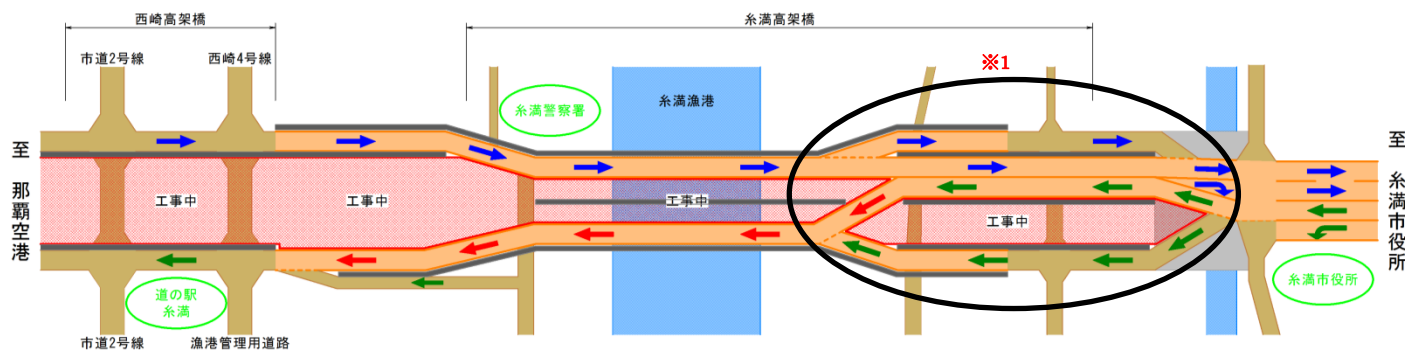 西崎高架橋
糸満高架橋
※1
市道2号線
西崎4号線
糸満警察署
糸満漁港
至 那覇空港
至 糸満市役所
工事中
工事中
工事中
工事中
道の駅
糸満
糸満市役所
市道2号線
漁港管理用道路